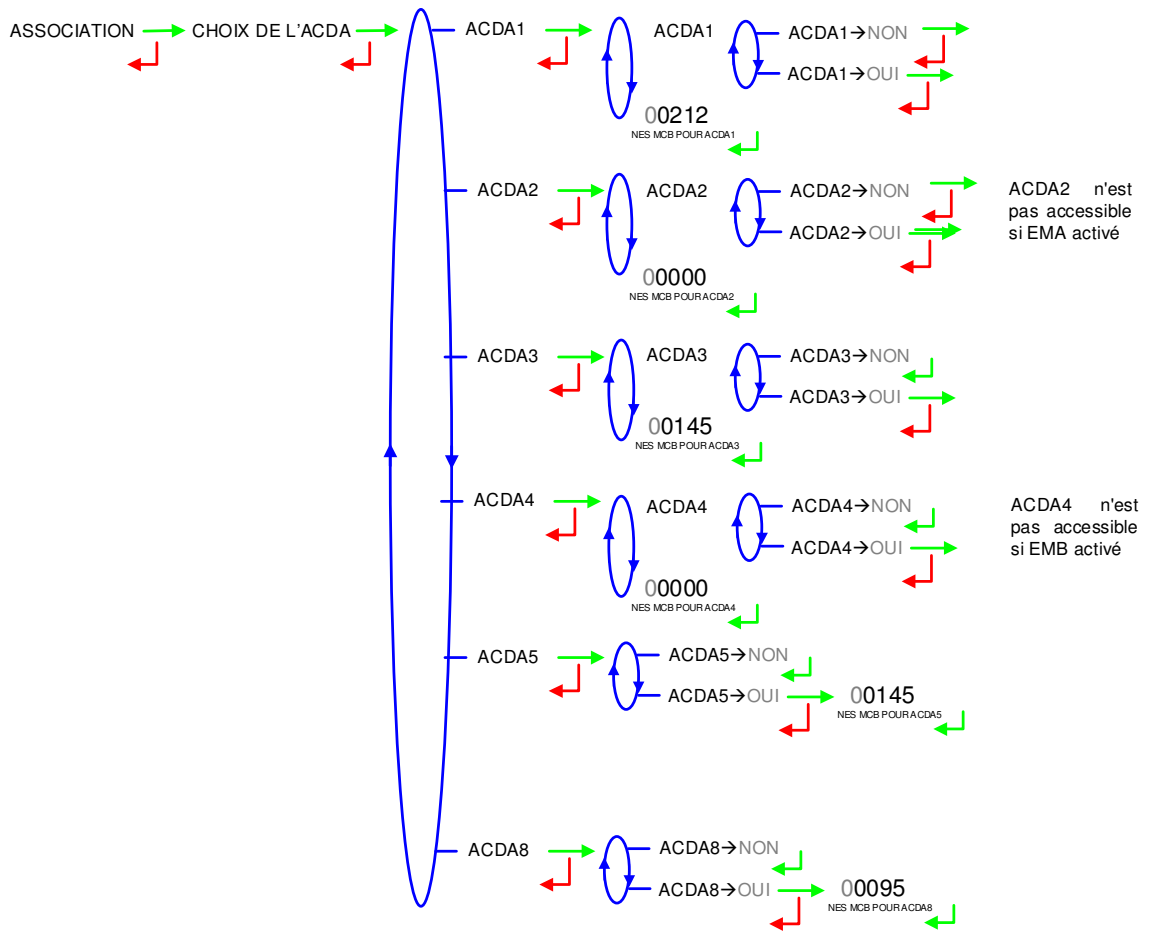 ASSOCIATION
CHOIX DE L'ACDA
ACDA1
ACDA1
ACDA1→NON
ACDA1→OUI
00212
NES MCB POUR ACDA1
ACDA2
ACDA2
ACDA2→NON
ACDA2→OUI
00000
NES MCB POUR ACDA2
ACDA2 n'est
pas accessible
si EMA activé
ACDA3
ACDA3
ACDA3→NON
ACDA3→OUI
00145
NES MCB POUR ACDA3
ACDA4
ACDA4
ACDA4→NON
ACDA4→OUI
00000
NES MCB POUR ACDA4
ACDA4 n'est
pas accessible
si EMB activé
ACDA5
ACDA5→NON
ACDA5→OUI
00145
NES MCB POUR ACDA5
ACDA8
ACDA8→NON
ACDA8→OUI
00095
NES MCB POUR ACDA8